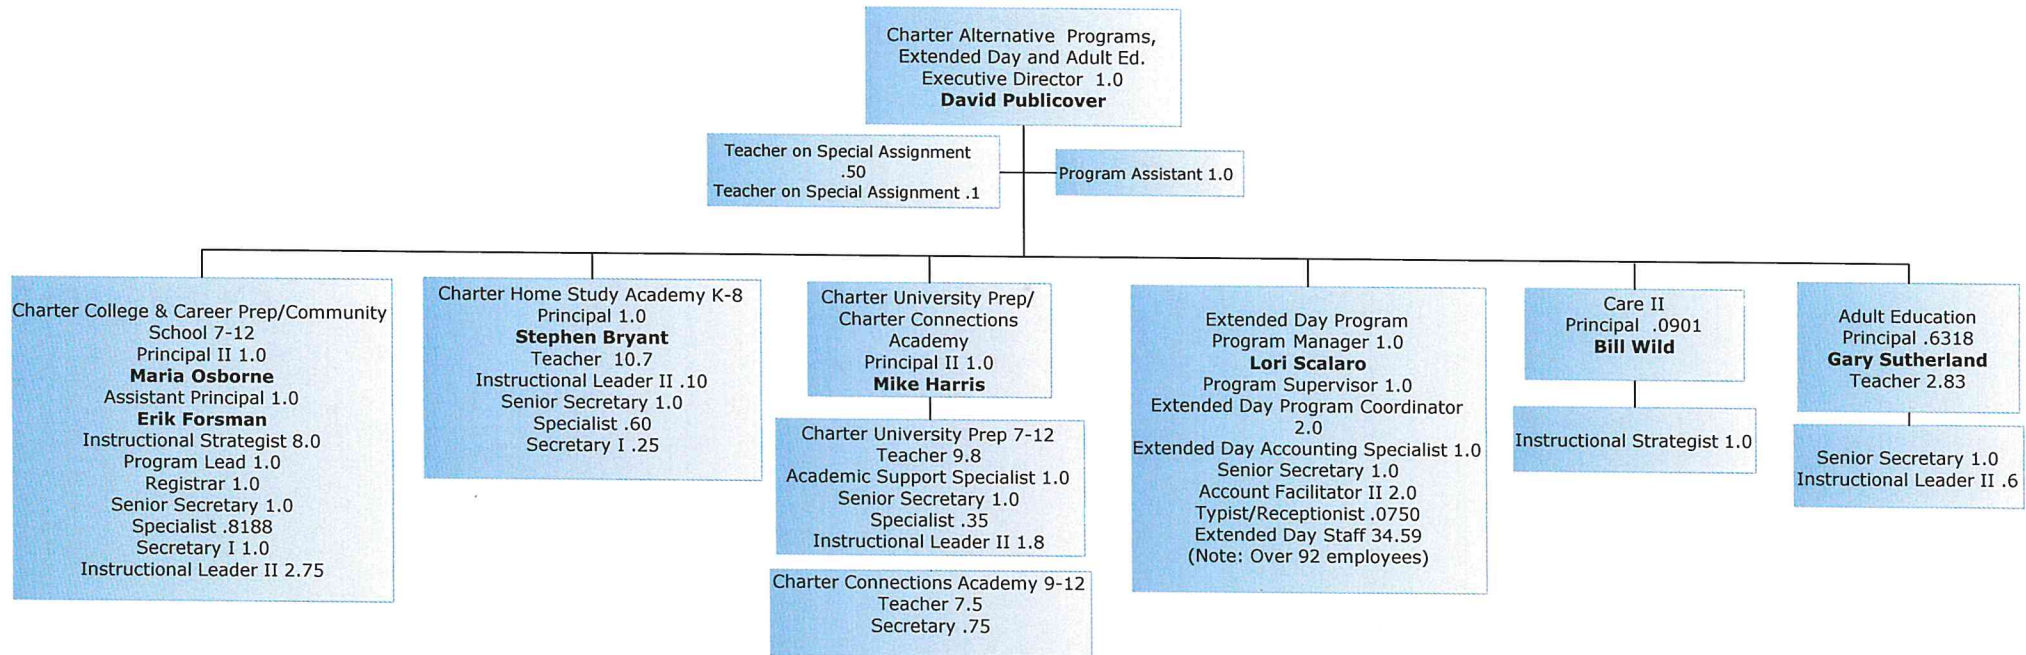 Charter Alternative Programs,
Extended Day and Adult Ed.
Executive Director 1.0
David Publicover
Teacher on Special Assignment
.50
Teacher on Special Assignment .1
Program Assistant 1.0
Charter College & Career Prep/Community
School 7-12
Principal II 1.0
Maria Osborne
Assistant Principal 1.0
Erik Forsman
Instructional Strategist 8.0
Program Lead 1.0
Registrar 1.0
Senior Secretary 1.0
Specialist .8188
Secretary I 1.0
Instructional Leader II 2.75
Charter Home Study Academy K-8
Principal 1.0
Stephen Bryant
Teacher 10.7
Instructional Leader II .10
Senior Secretary 1.0
Specialist .60
Secretary I .25
Charter University Prep/
Charter Connections
Academy
Principal II 1.0
Mike Harris
Charter University Prep 7-12
Teacher 9.8
Academic Support Specialist 1.0
Senior Secretary 1.0
Specialist .35
Instructional Leader II 1.8
Charter Connections Academy 9-12
Teacher 7.5
Secretary .75
Extended Day Program
Program Manager 1.0
Lori Scalaro
Program Supervisor 1.0
Extended Day Program Coordinator
2.0
Extended Day Accounting Specialist 1.0
Senior Secretary 1.0
Account Facilitator II 2.0
Typist/Receptionist .0750
Extended Day Staff 34.59
(Note: Over 92 employees)
Care II
Principal .0901
Bill Wild
Instructional Strategist 1.0
Adult Education
Principal .6318
Gary Sutherland
Teacher 2.83
Senior Secretary 1.0
Instructional Leader II .6